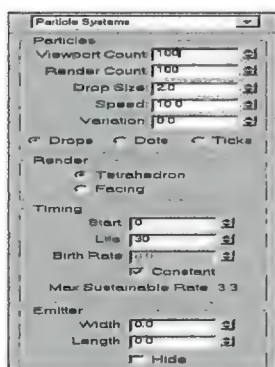 Particle Systems
Particles
Viewport Count: 100
Render Count: 100
Drop Size: 2.0
Speed: 10.0
Variation: 0.0
Drops Dots Ticks
Render
Tetrahedron
Facing
Timing
Start 0
Life 30
Birth Rate
Constant
Max Sustainable Rate 3.3
Emitter
Width 0.0
Length 0.0
Hide